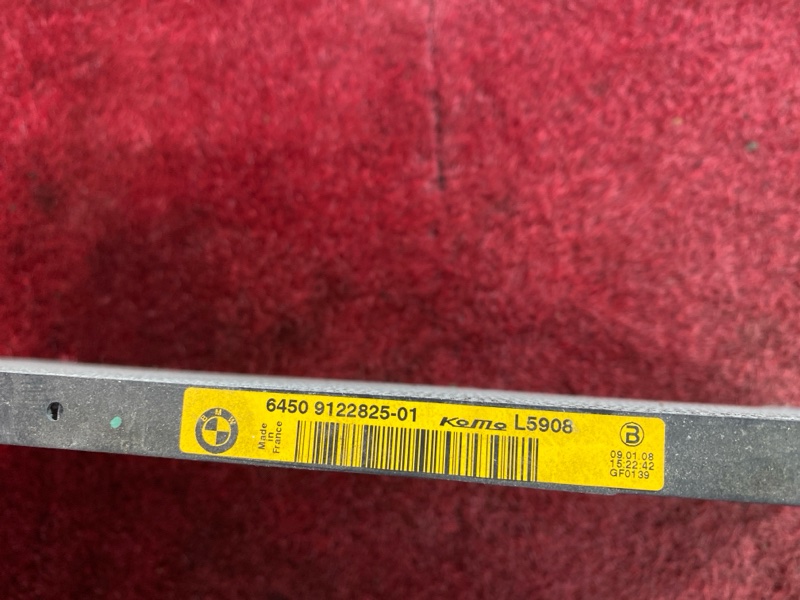 BMW
Made in France
6450 9122825-01 KoMo L5908
B
09.01.08
15:22:42
GF0139